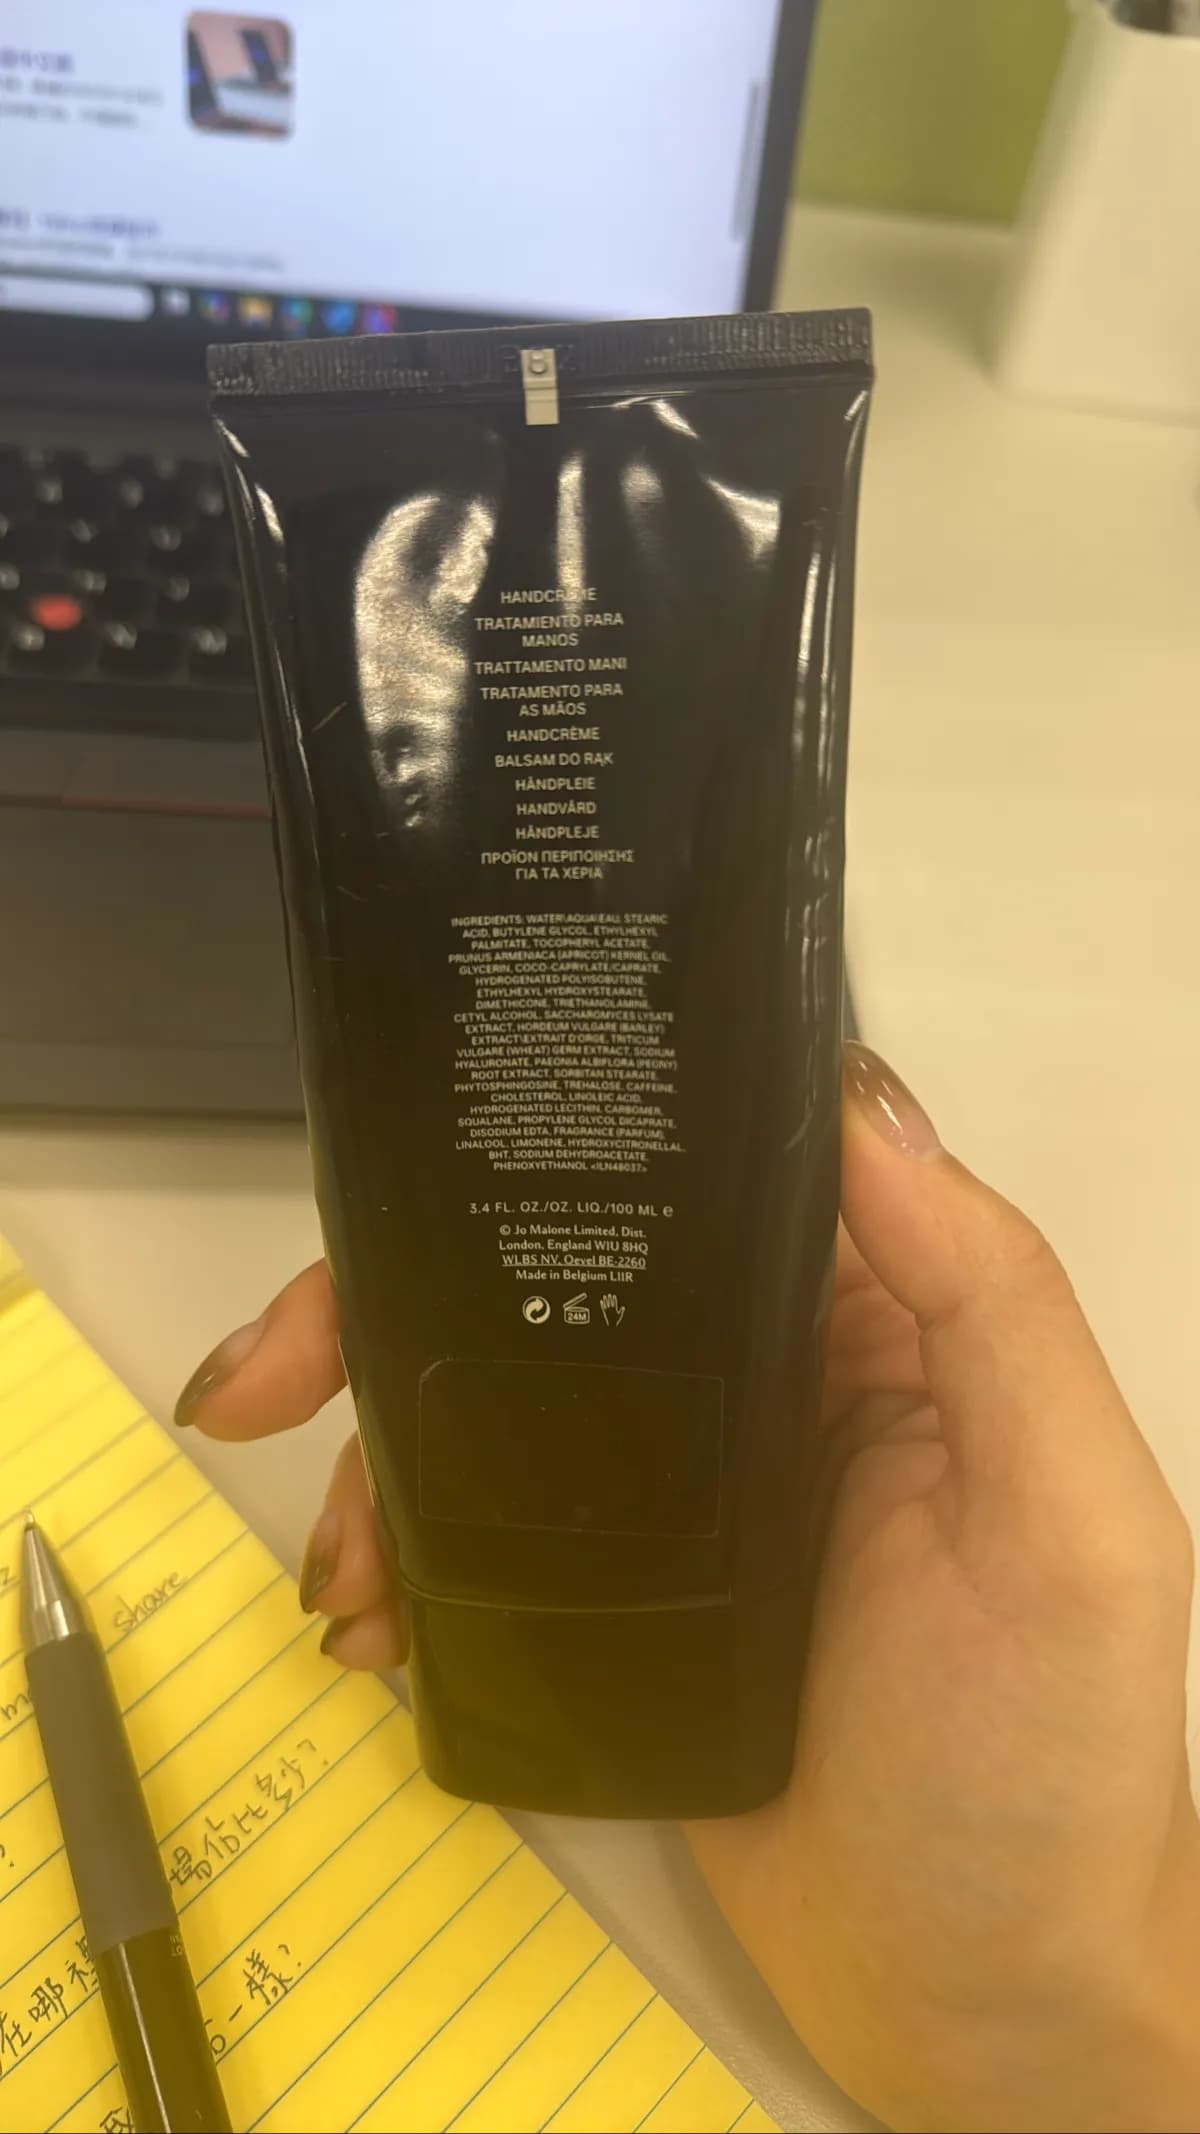 HANDCRÈME
TRATAMIENTO PARA
MANOS
TRATTAMENTO MANI
TRATAMENTO PARA
AS MÃOS
HANDCRÈME
BALSAM DO RĄK
HÅNDPLEIE
HANDVÅRD
HÅNDPLEJE
ΠΡΟΪΟΝ ΠΕΡΙΠΟΙΗΣΗΣ
ΓΙΑ ΤΑ ΧΕΡΙΑ
INGREDIENTS: WATER\AQUA\EAU, STEARIC
ACID, BUTYLENE GLYCOL, ETHYLHEXYL
PALMITATE, TOCOPHERYL ACETATE,
PRUNUS ARMENIACA (APRICOT) KERNEL OIL,
GLYCERIN, COCO-CAPRYLATE/CAPRATE,
HYDROGENATED POLYISOBUTENE,
ETHYLHEXYL HYDROXYSTEARATE,
DIMETHICONE, TRIETHANOLAMINE,
CETYL ALCOHOL, SACCHAROMYCES LYSATE
EXTRACT, HORDEUM VULGARE (BARLEY)
EXTRACT\EXTRAIT D'ORGE, TRITICUM
VULGARE (WHEAT) GERM EXTRACT, SODIUM
HYALURONATE, PAEONIA ALBIFLORA (PEONY)
ROOT EXTRACT, SORBITAN STEARATE,
PHYTOSPHINGOSINE, TREHALOSE, CAFFEINE,
CHOLESTEROL, LINOLEIC ACID,
HYDROGENATED LECITHIN, CARBOMER,
SQUALANE, PROPYLENE GLYCOL DICAPRATE,
DISODIUM EDTA, FRAGRANCE (PARFUM),
LINALOOL, LIMONENE, HYDROXYCITRONELLAL,
BHT, SODIUM DEHYDROACETATE,
PHENOXYETHANOL <ILN48037>
3.4 FL. OZ./OZ. LIQ./100 ML e
© Jo Malone Limited, Dist.
London, England W1U 8HQ
WLBS NV, Oevel BE-2260
Made in Belgium L11R
24M
share
一樣?
在哪裡